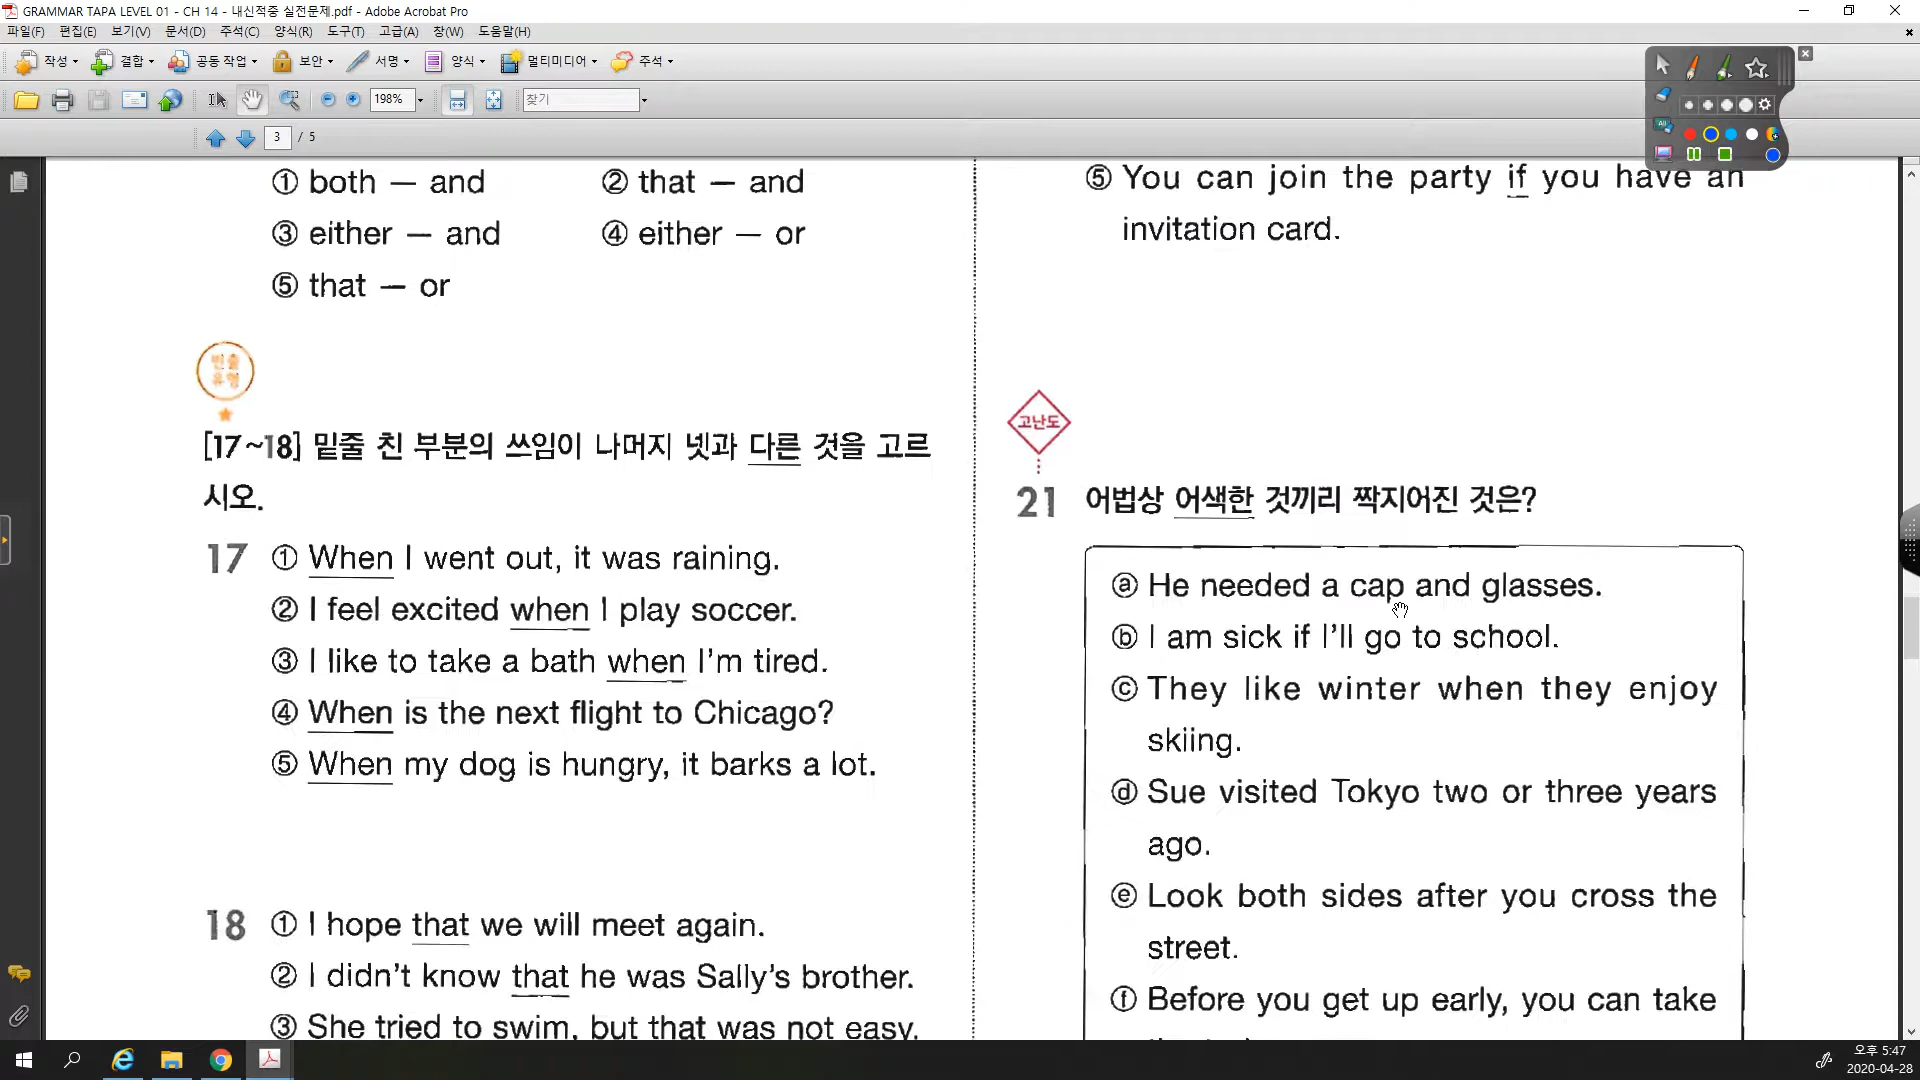 GRAMMAR TAPA LEVEL 01 - CH 14 - 내신적중 실전문제.pdf - Adobe Acrobat Pro
파일(F) 편집(E) 보기(V) 문서(D) 주석(C) 양식(R) 도구(T) 고급(A) 창(W) 도움말(H)
작성 결합 공동 작업 보안 서명 양식 멀티미디어 주석
198% 찾기
3 / 5
① both — and ② that — and
③ either — and ④ either — or
⑤ that — or
빈출
유형
[17~18] 밑줄 친 부분의 쓰임이 나머지 넷과 다른 것을 고르
시오.
17 ① When I went out, it was raining.
② I feel excited when I play soccer.
③ I like to take a bath when I'm tired.
④ When is the next flight to Chicago?
⑤ When my dog is hungry, it barks a lot.
18 ① I hope that we will meet again.
② I didn't know that he was Sally's brother.
③ She tried to swim, but that was not easy.
⑤ You can join the party if you have an
invitation card.
고난도
21 어법상 어색한 것끼리 짝지어진 것은?
ⓐ He needed a cap and glasses.
ⓑ I am sick if I'll go to school.
ⓒ They like winter when they enjoy
skiing.
ⓓ Sue visited Tokyo two or three years
ago.
ⓔ Look both sides after you cross the
street.
ⓕ Before you get up early, you can take
오후 5:47
2020-04-28